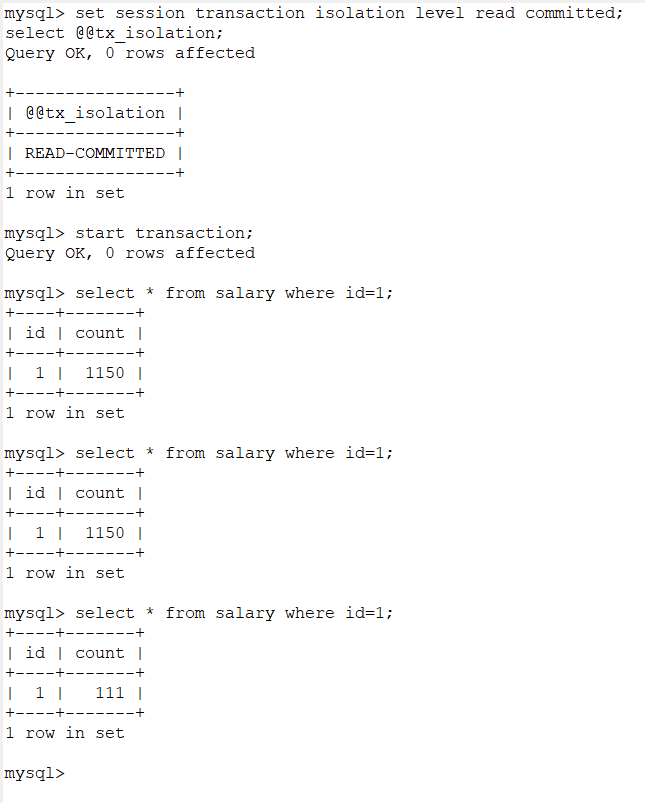 mysql> set session transaction isolation level read committed;
select @@tx_isolation;
Query OK, 0 rows affected

+----------------+
| @@tx_isolation |
+----------------+
| READ-COMMITTED |
+----------------+
1 row in set

mysql> start transaction;
Query OK, 0 rows affected

mysql> select * from salary where id=1;
+----+-------+
| id | count |
+----+-------+
|  1 |  1150 |
+----+-------+
1 row in set

mysql> select * from salary where id=1;
+----+-------+
| id | count |
+----+-------+
|  1 |  1150 |
+----+-------+
1 row in set

mysql> select * from salary where id=1;
+----+-------+
| id | count |
+----+-------+
|  1 |   111 |
+----+-------+
1 row in set

mysql>